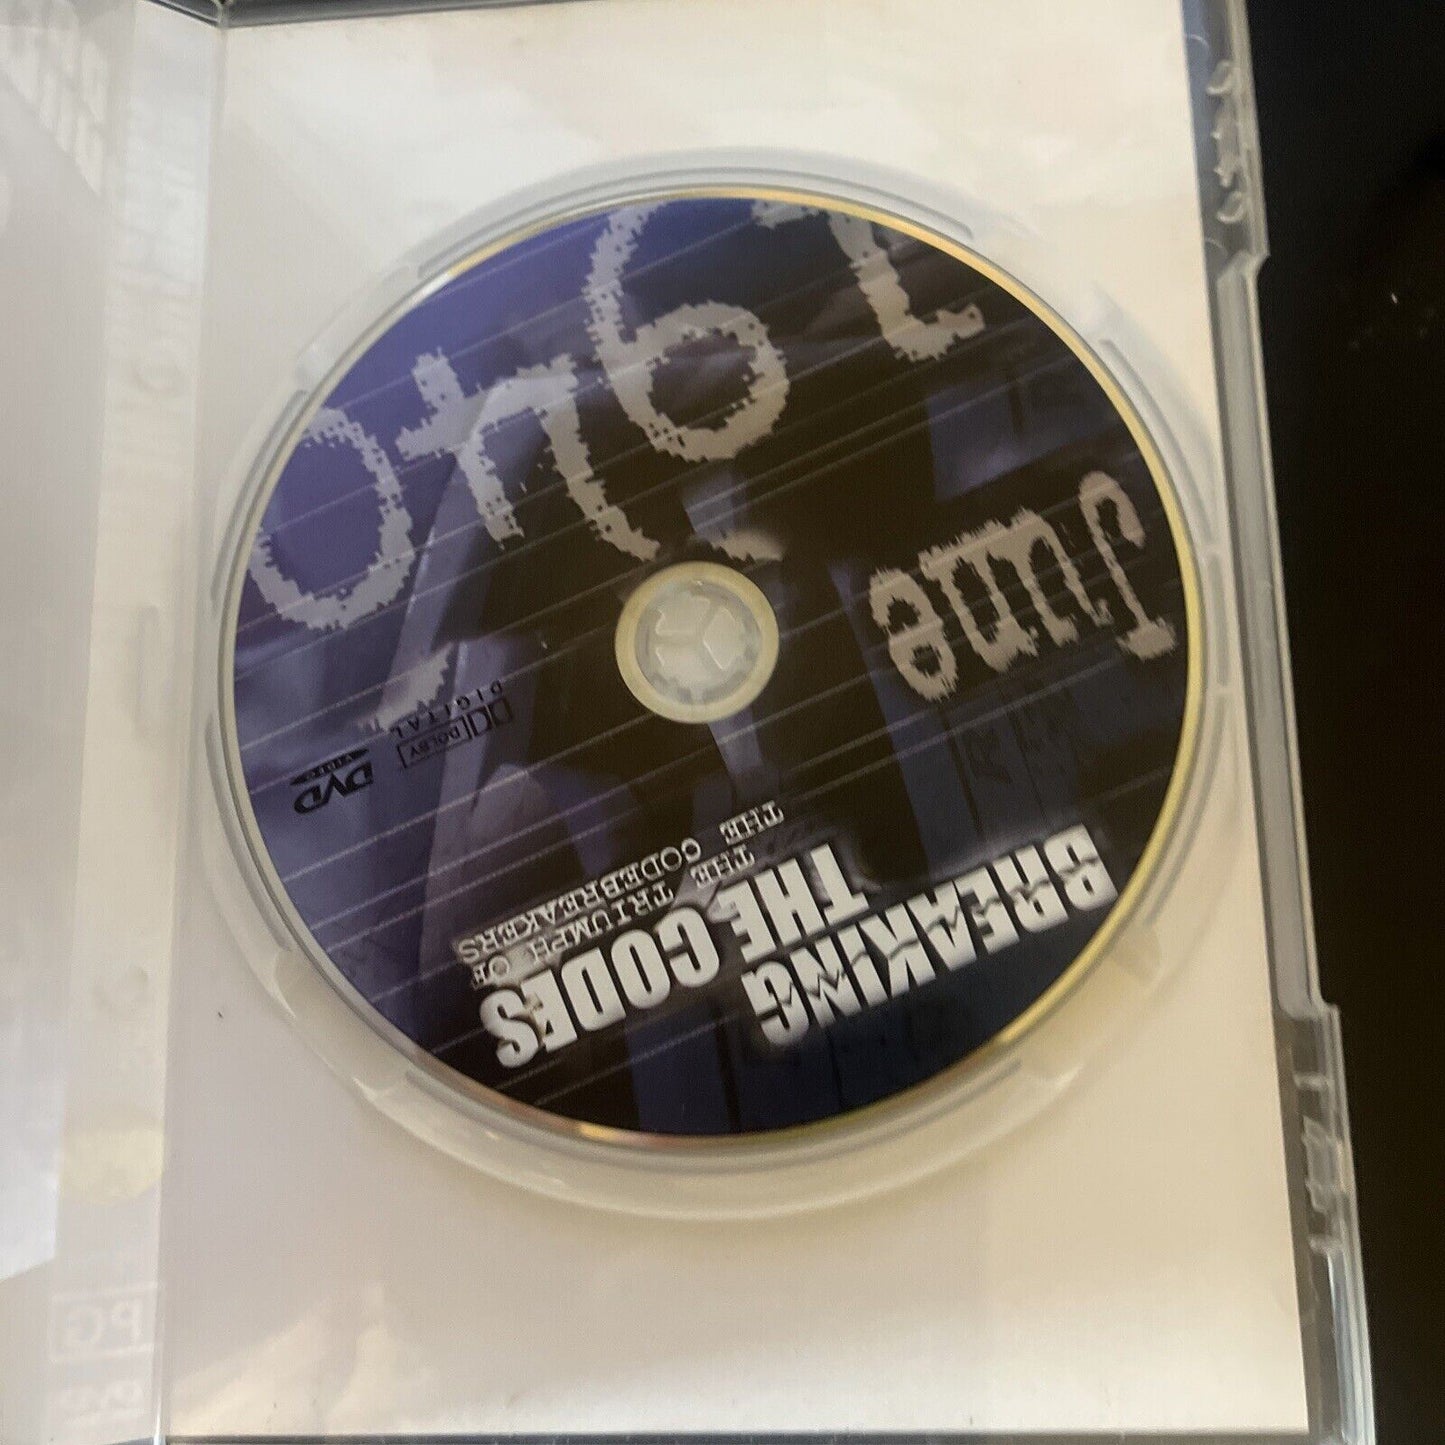 BREAKING
THE CODES
THE TRIUMPH OF
THE CODEBREAKERS
DVD
VIDEO
DOLBY
DIGITAL
June
1940
PG